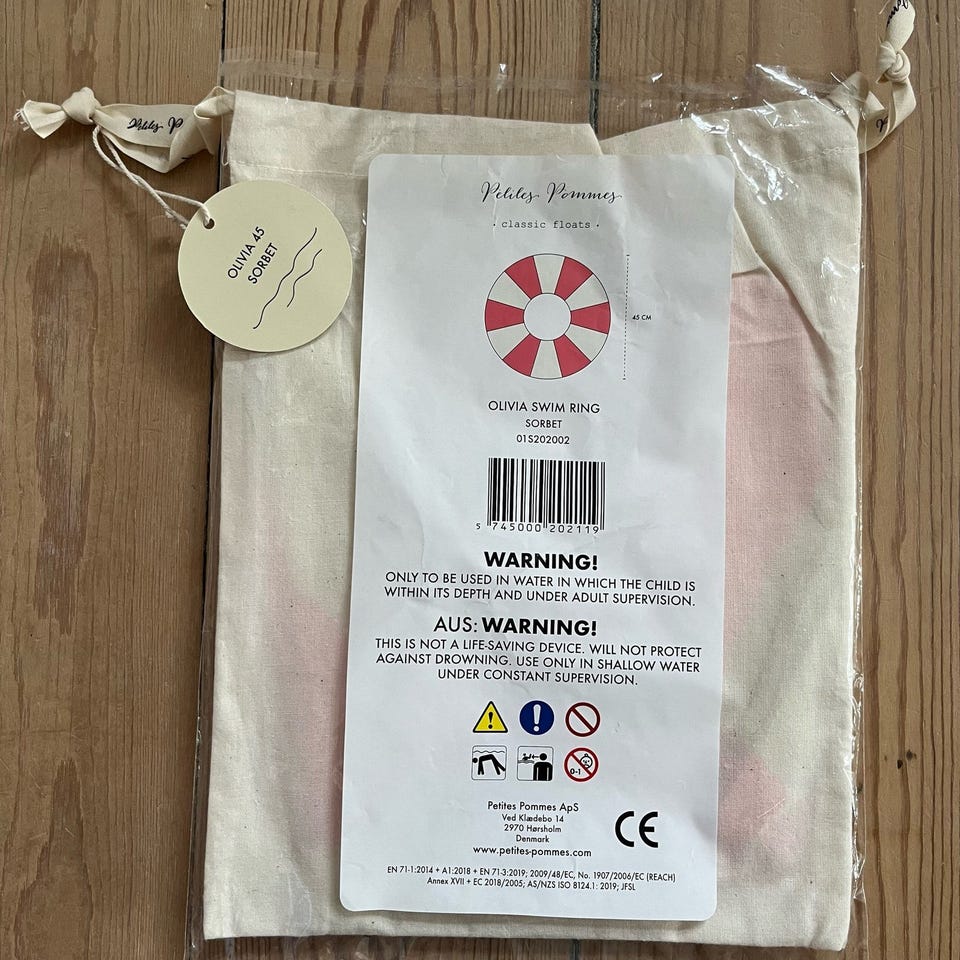 Petites P
OLIVIA 45
SORBET
Petites Pommes
· classic floats ·
45 CM
OLIVIA SWIM RING
SORBET
01S202002
5 745000 202119
WARNING!
ONLY TO BE USED IN WATER IN WHICH THE CHILD IS
WITHIN ITS DEPTH AND UNDER ADULT SUPERVISION.
AUS: WARNING!
THIS IS NOT A LIFE-SAVING DEVICE. WILL NOT PROTECT
AGAINST DROWNING. USE ONLY IN SHALLOW WATER
UNDER CONSTANT SUPERVISION.
0-1
Petites Pommes ApS
Ved Klædebo 14
2970 Hørsholm
Denmark
www.petites-pommes.com
CE
EN 71-1:2014 + A1:2018 + EN 71-3:2019; 2009/48/EC, No. 1907/2006/EC (REACH)
Annex XVII + EC 2018/2005; AS/NZS ISO 8124.1: 2019; JFSL